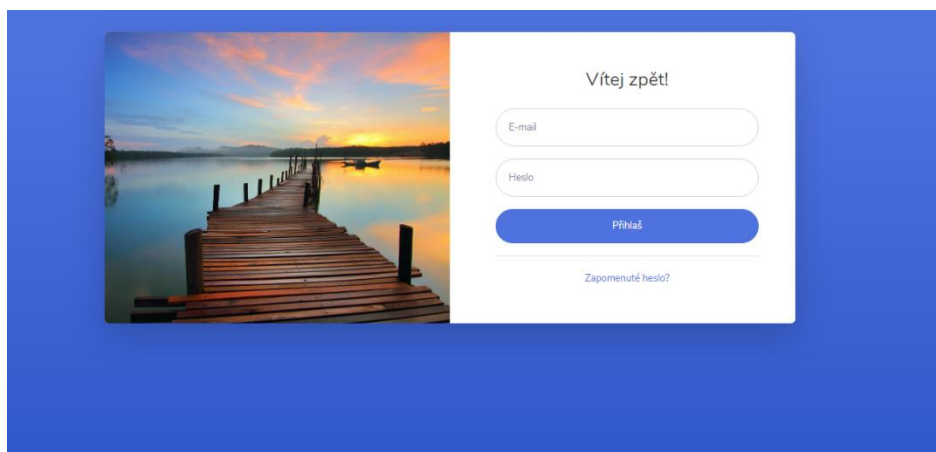 Vítej zpět!
E-mail
Heslo
Přihlaš
Zapomenuté heslo?